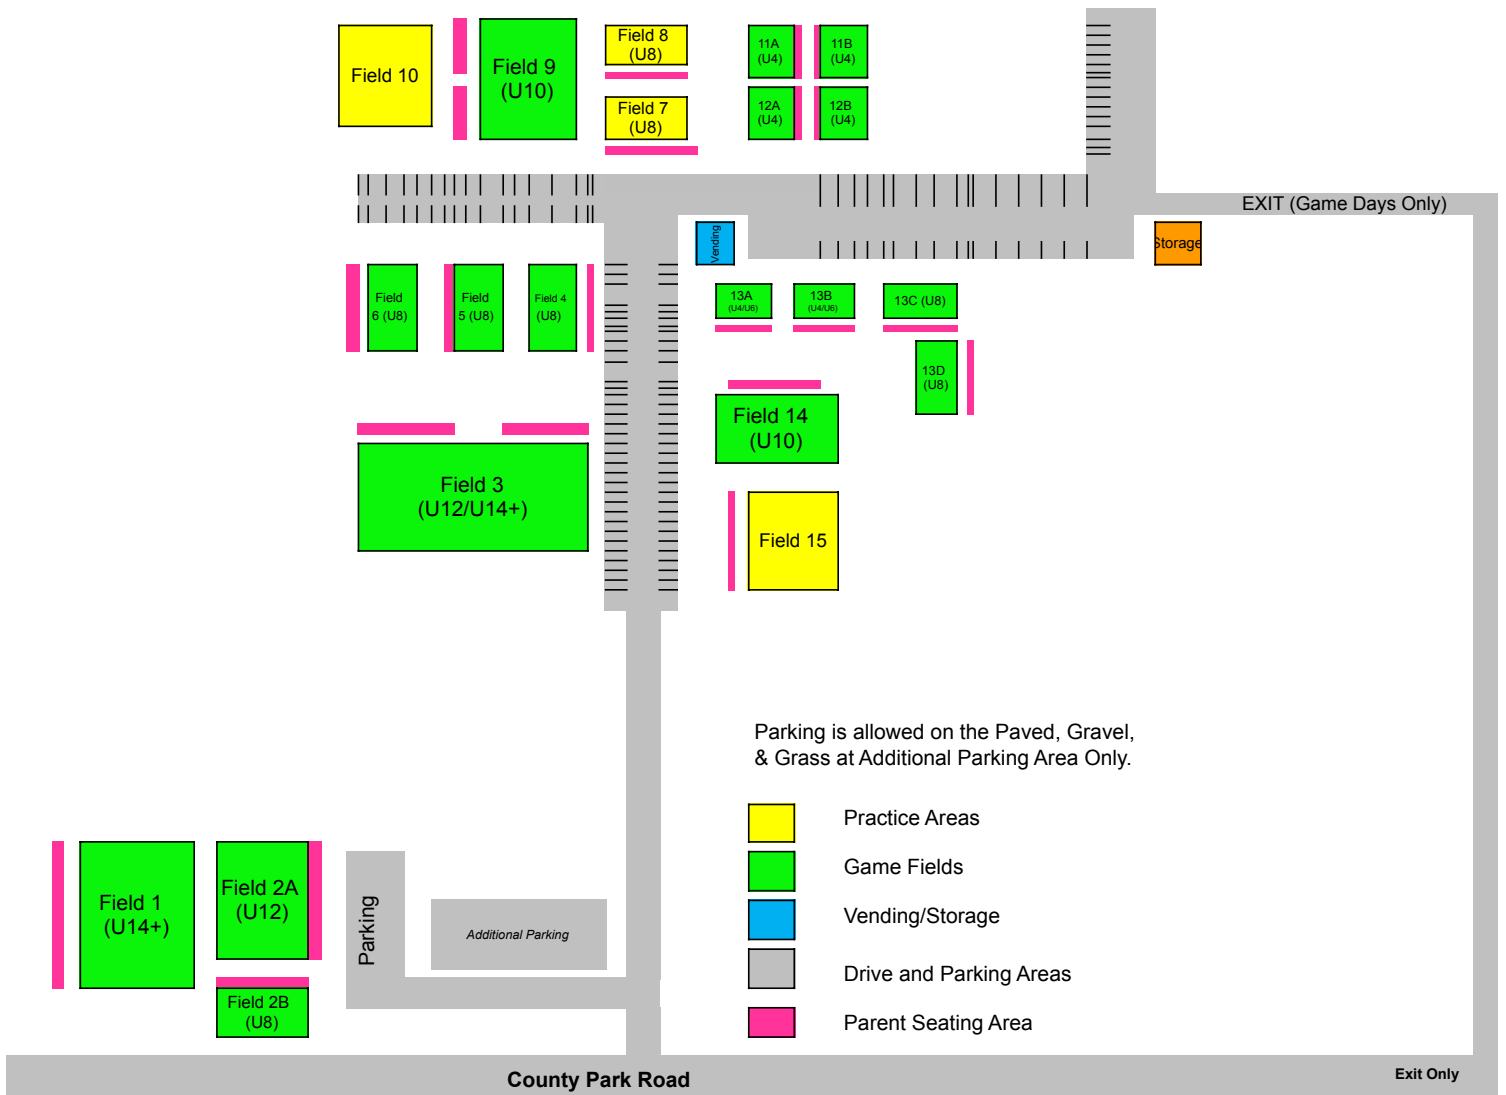 Field 10
Field 9
(U10)
Field 8
(U8)
Field 7
(U8)
11A
(U4)
11B
(U4)
12A
(U4)
12B
(U4)
EXIT (Game Days Only)
Vending
Storage
Field
6 (U8)
Field
5 (U8)
Field 4
(U8)
13A
(U4/U6)
13B
(U4/U6)
13C (U8)
13D
(U8)
Field 14
(U10)
Field 3
(U12/U14+)
Field 15
Parking is allowed on the Paved, Gravel,
& Grass at Additional Parking Area Only.
Practice Areas
Game Fields
Vending/Storage
Drive and Parking Areas
Parent Seating Area
Field 1
(U14+)
Field 2A
(U12)
Field 2B
(U8)
Parking
Additional Parking
County Park Road
Exit Only